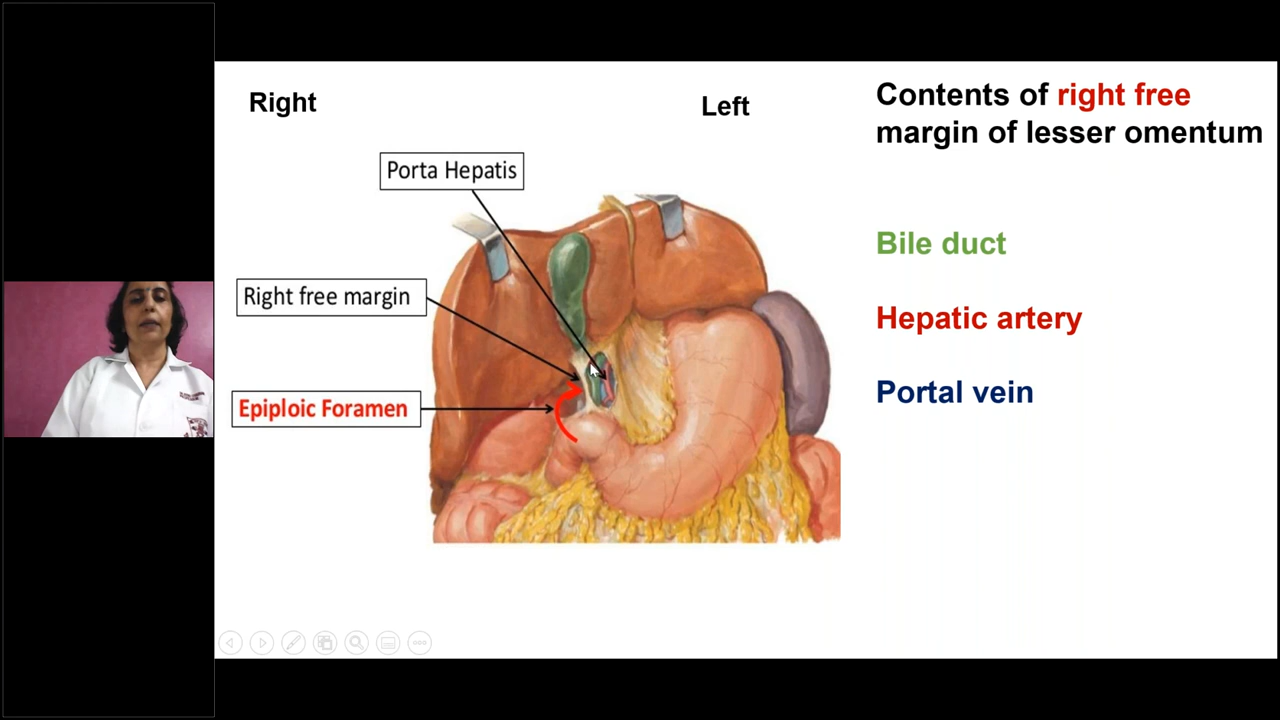 Right
Left
Contents of right free
margin of lesser omentum
Porta Hepatis
Bile duct
Right free margin
Hepatic artery
Epiploic Foramen
Portal vein